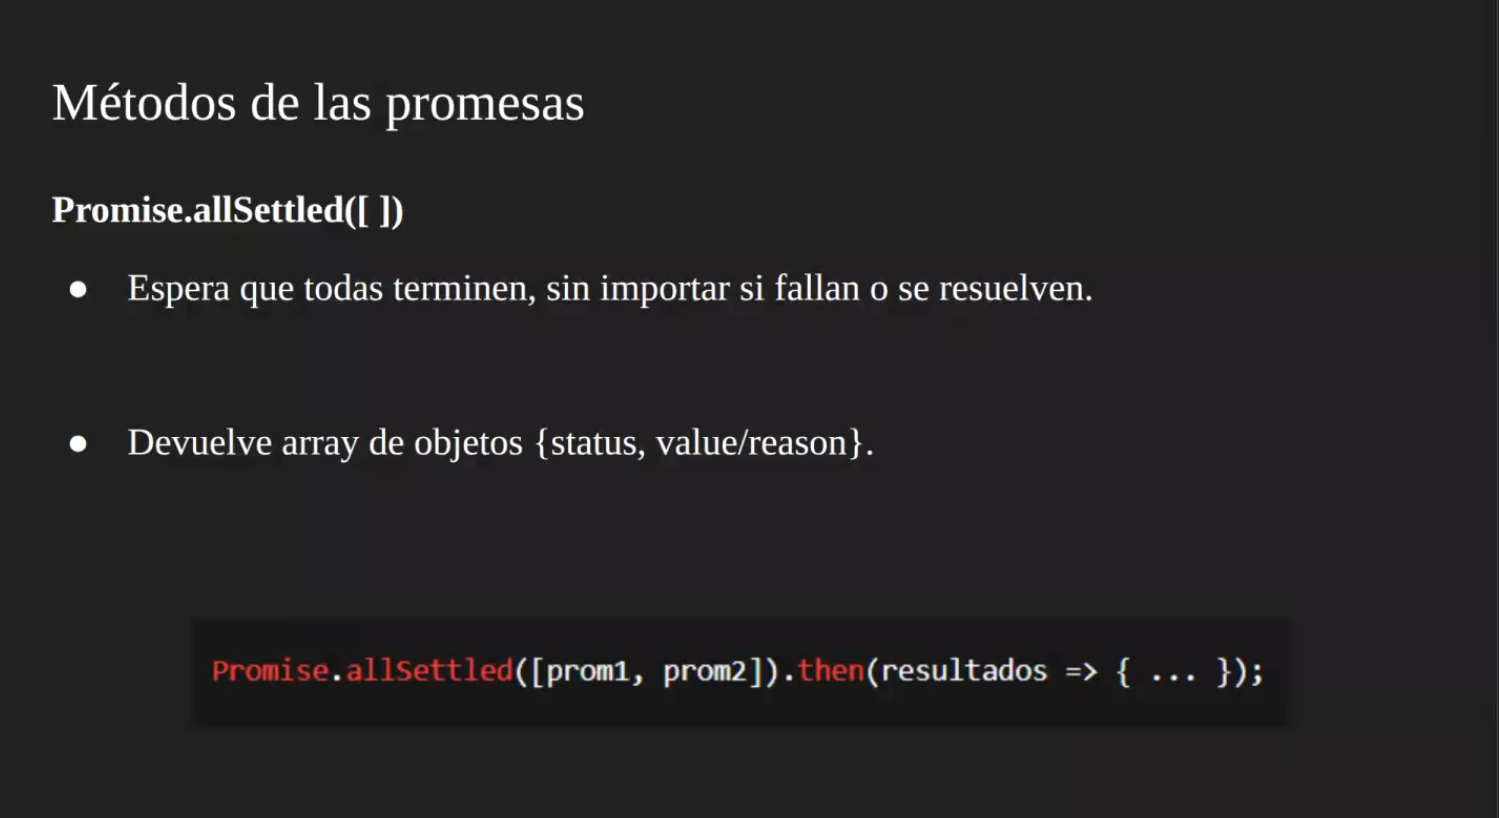 Métodos de las promesas
Promise.allSettled([ ])
● Espera que todas terminen, sin importar si fallan o se resuelven.
● Devuelve array de objetos {status, value/reason}.
Promise.allSettled([prom1, prom2]).then(resultados => { ... });